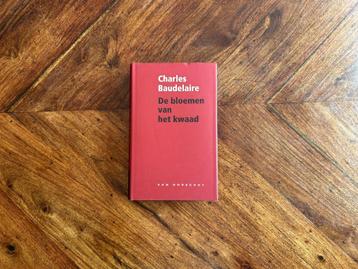 Charles
Baudelaire
De bloemen
van
het kwaad
VAN OORSCHOT